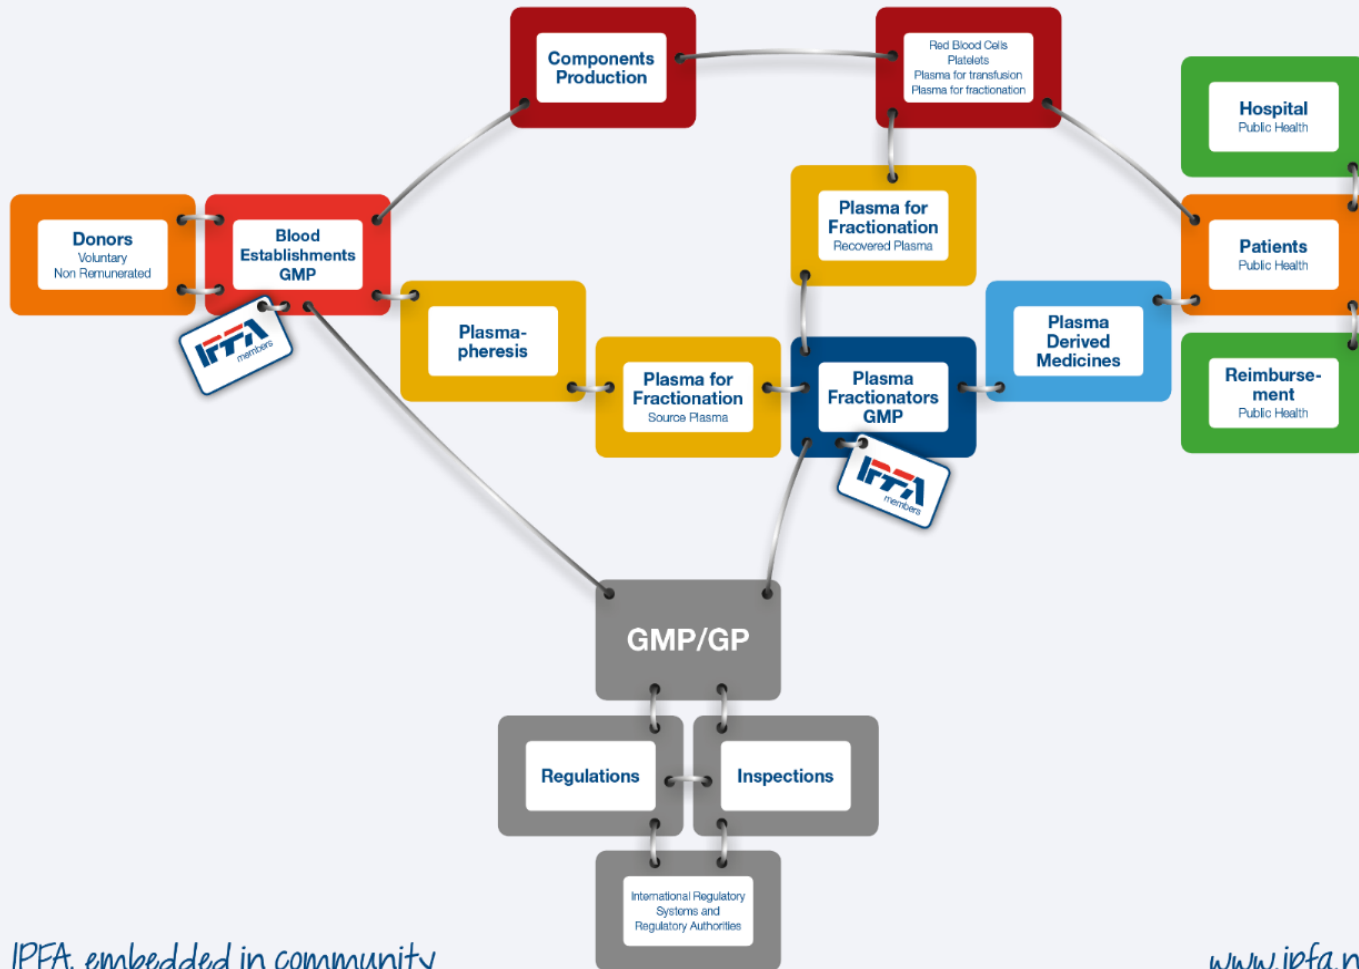 Components
Production
Red Blood Cells
Platelets
Plasma for transfusion
Plasma for fractionation
Hospital
Public Health
Donors
Voluntary
Non Remunerated
Blood
Establishments
GMP
Plasma for
Fractionation
Recovered Plasma
Patients
Public Health
IPFA
members
Plasma-
pheresis
Plasma for
Fractionation
Source Plasma
Plasma
Fractionators
GMP
Plasma
Derived
Medicines
Reimburse-
ment
Public Health
IPFA
members
GMP/GP
Regulations
Inspections
International Regulatory
Systems and
Regulatory Authorities
IPFA, embedded in community
www.ipfa.n